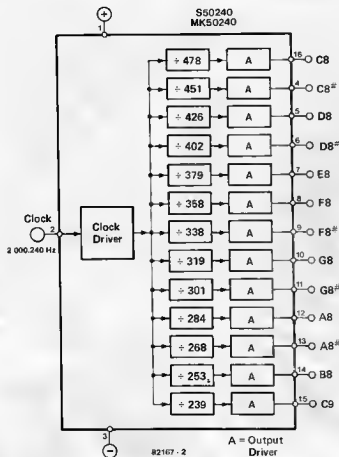 S50240
MK50240
+
1
÷ 478 A 16 C8
÷ 451 A 4 C8#
÷ 426 A 5 D8
÷ 402 A 6 D8#
÷ 379 A 7 E8
÷ 358 A 8 F8
÷ 338 A 9 F8#
÷ 319 A 10 G8
÷ 301 A 11 G8#
÷ 284 A 12 A8
÷ 268 A 13 A8#
÷ 253 A 14 B8
÷ 239 A 15 C9
Clock
2
2 000.240 Hz
Clock
Driver
3
−
82167 - 2
A = Output
Driver